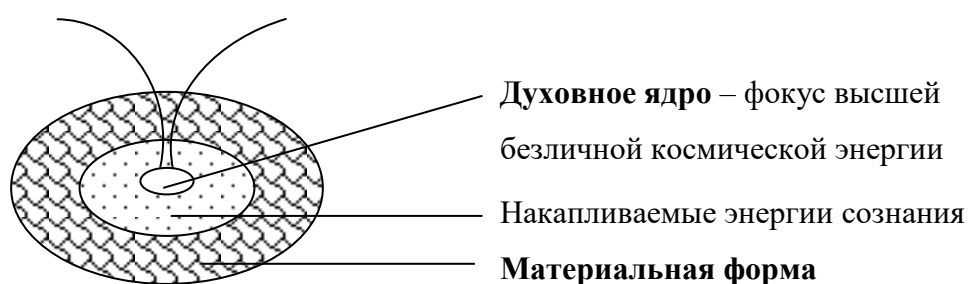 Духовное ядро – фокус высшей
безличной космической энергии
Накапливаемые энергии сознания
Материальная форма